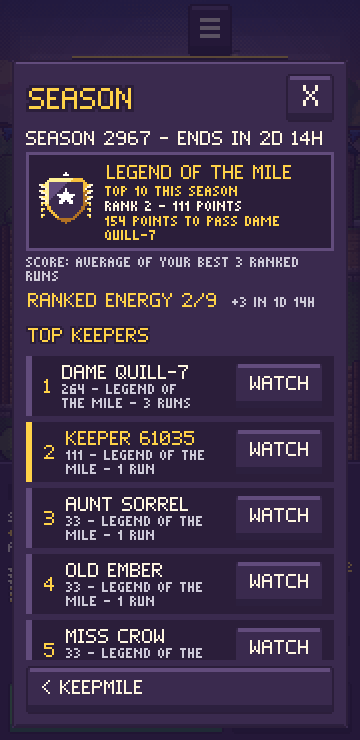 SEASON
X
SEASON 2967 - ENDS IN 2D 14H
LEGEND OF THE MILE
TOP 10 THIS SEASON
RANK 2 - 111 POINTS
154 POINTS TO PASS DAME
QUILL-7
SCORE: AVERAGE OF YOUR BEST 3 RANKED
RUNS
RANKED ENERGY 2/9 +3 IN 1D 14H
TOP KEEPERS
1 DAME QUILL-7 WATCH
264 - LEGEND OF
THE MILE - 3 RUNS
2 KEEPER 61035 WATCH
111 - LEGEND OF THE
MILE - 1 RUN
3 AUNT SORREL WATCH
33 - LEGEND OF THE
MILE - 1 RUN
4 OLD EMBER WATCH
33 - LEGEND OF THE
MILE - 1 RUN
5 MISS CROW WATCH
33 - LEGEND OF THE
< KEEPMILE